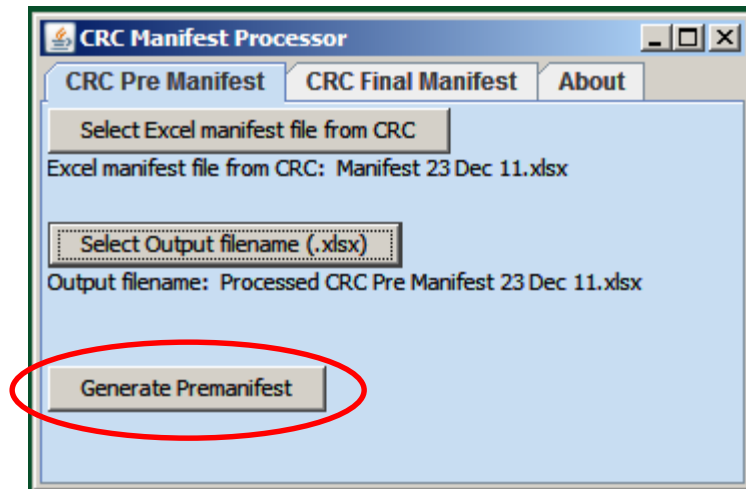 CRC Manifest Processor
CRC Pre Manifest CRC Final Manifest About
Select Excel manifest file from CRC
Excel manifest file from CRC: Manifest 23 Dec 11.xlsx
Select Output filename (.xlsx)
Output filename: Processed CRC Pre Manifest 23 Dec 11.xlsx
Generate Premanifest